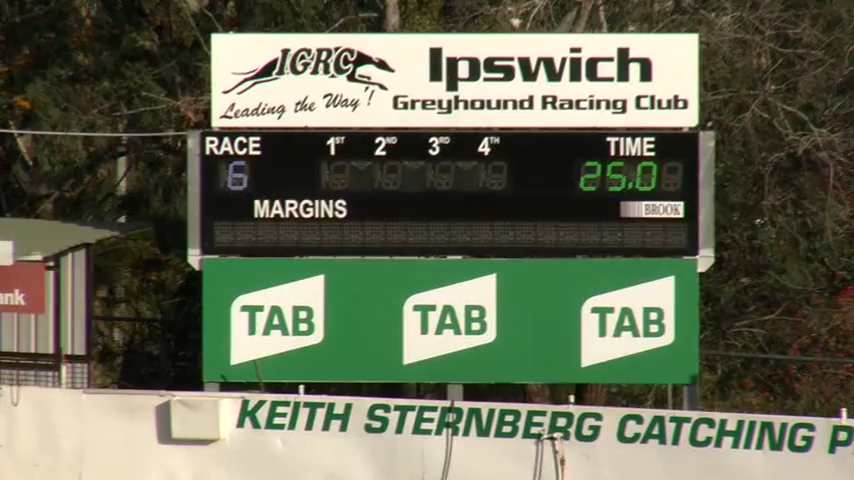 IGRC
Leading the Way!
Ipswich
Greyhound Racing Club
RACE 1ST 2ND 3RD 4TH TIME
6 25.0
MARGINS BROOK
TAB TAB TAB
nk
KEITH STERNBERG CATCHING P